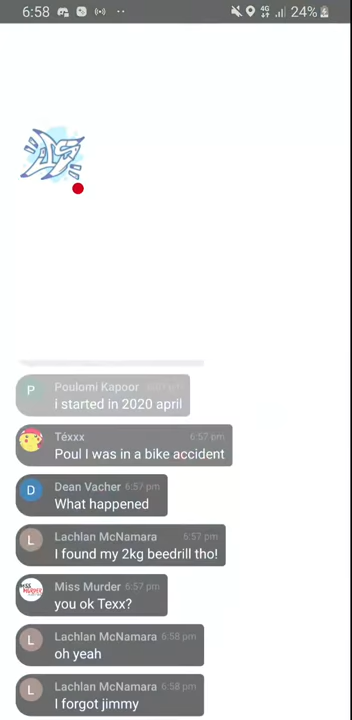 6:58
4G
24%
Poulomi Kapoor
i started in 2020 april
Téxxx 6:57 pm
Poul I was in a bike accident
D
Dean Vacher 6:57 pm
What happened
L
Lachlan McNamara 6:57 pm
I found my 2kg beedrill tho!
Miss Murder 6:57 pm
you ok Texx?
L
Lachlan McNamara 6:58 pm
oh yeah
L
Lachlan McNamara 6:58 pm
I forgot jimmy